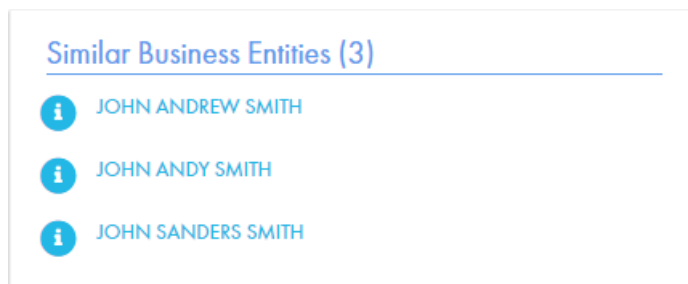 Similar Business Entities (3)
JOHN ANDREW SMITH
JOHN ANDY SMITH
JOHN SANDERS SMITH